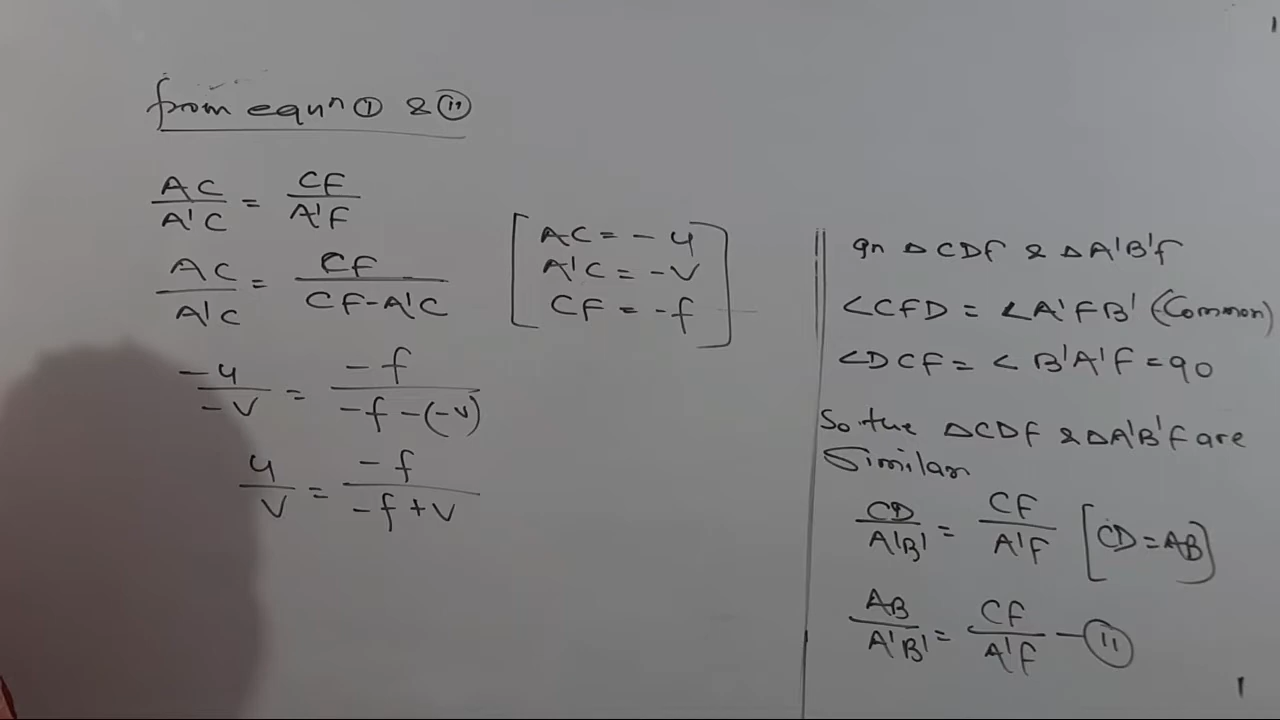 from equn ① & ⑪
AC/A'C = CF/A'F
AC/A'C = CF/CF-A'C
-u/-v = -f/-f-(-v)
u/v = -f/-f+v
[AC = -u
A'C = -v
CF = -f]
In △CDF & △A'B'F
∠CFD = ∠A'FB' (Common)
∠DCF = ∠B'A'F = 90
So the △CDF & △A'B'F are
Similar
CD/A'B' = CF/A'F [CD = AB]
AB/A'B' = CF/A'F — ⑪